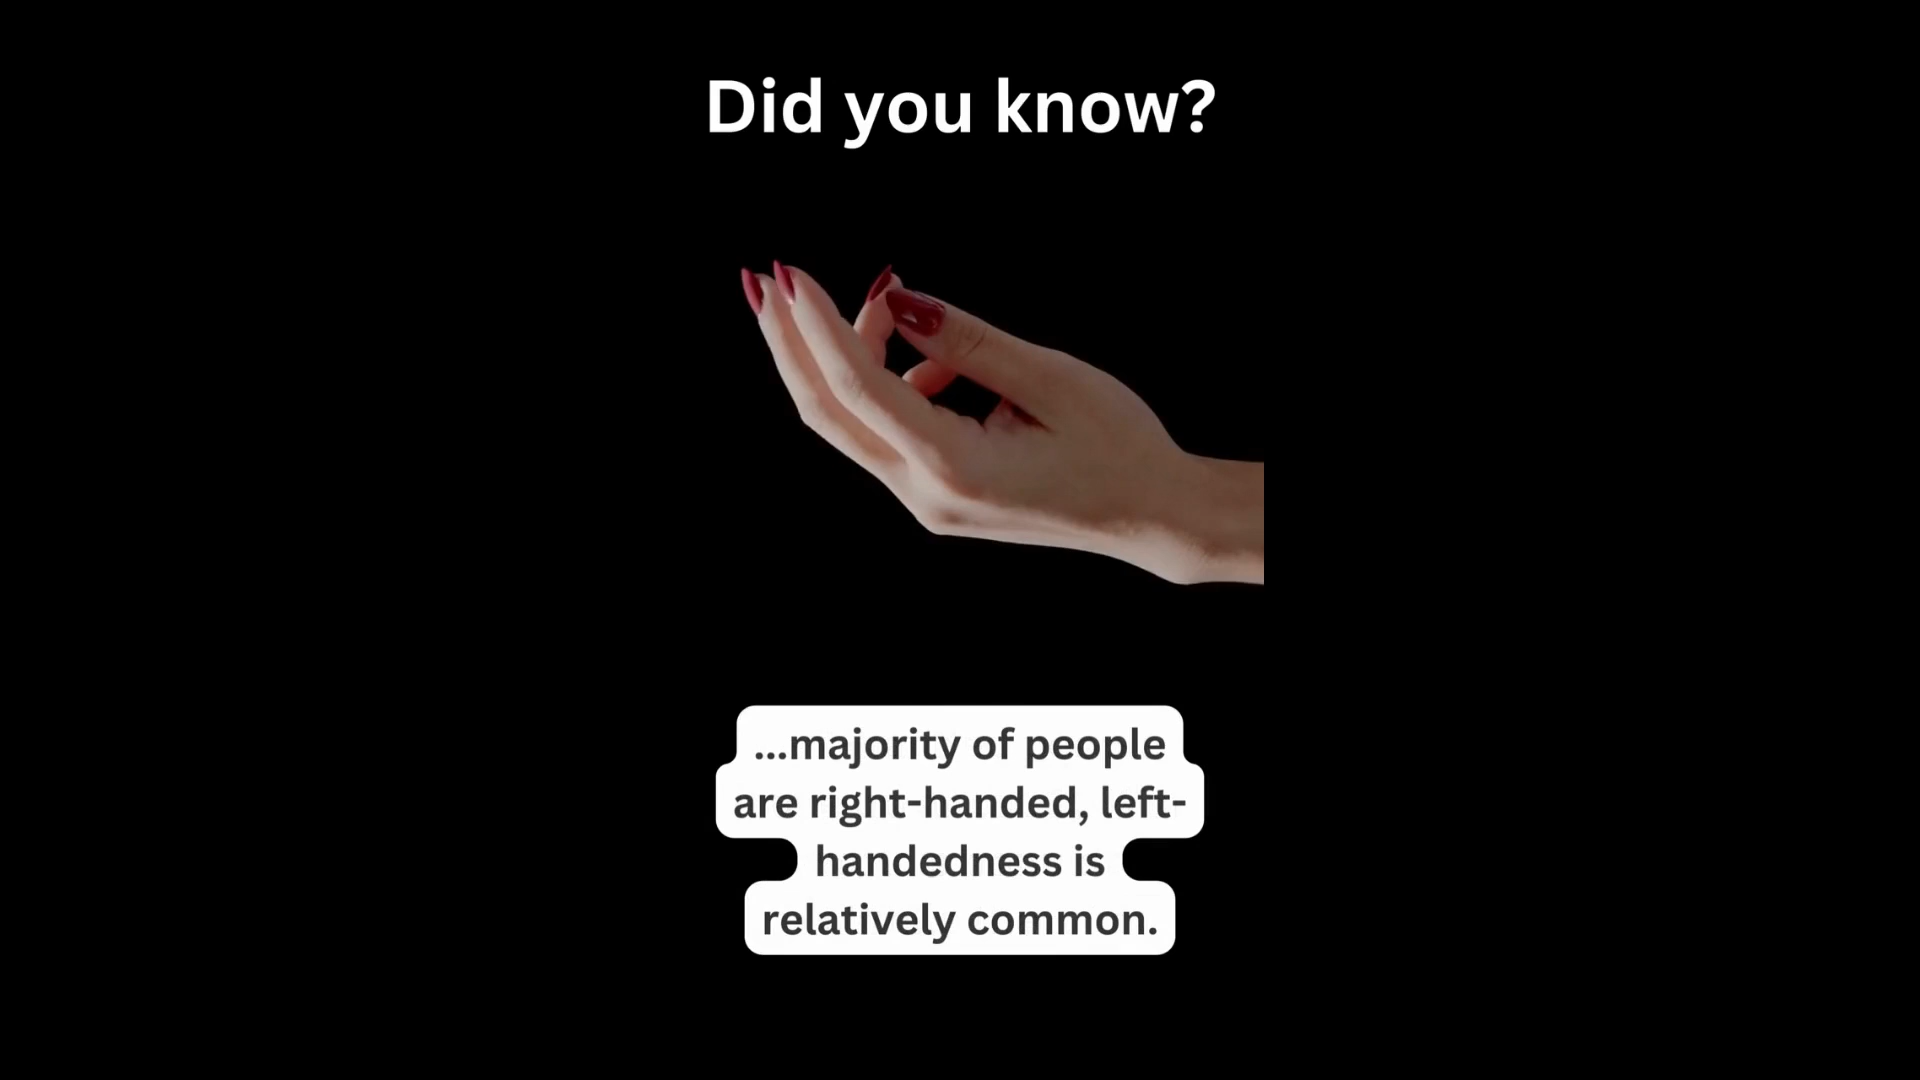 Did you know?
...majority of people
are right-handed, left-
handedness is
relatively common.